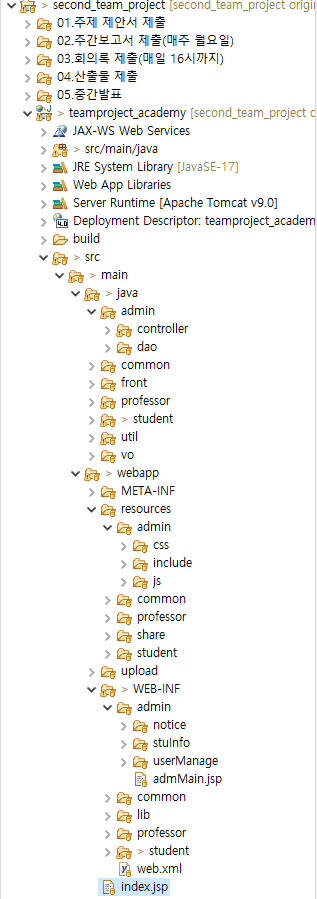 > second_team_project [second_team_project origin
01.주제 제안서 제출
02.주간보고서 제출(매주 월요일)
03.회의록 제출(매일 16시까지)
04.산출물 제출
05.중간발표
> teamproject_academy [second_team_project o
JAX-WS Web Services
> src/main/java
JRE System Library [JavaSE-17]
Web App Libraries
Server Runtime [Apache Tomcat v9.0]
Deployment Descriptor: teamproject_academ
build
> src
> main
> java
admin
controller
dao
common
front
professor
> student
util
vo
> webapp
META-INF
resources
admin
css
include
js
common
professor
share
student
upload
> WEB-INF
admin
notice
stuInfo
userManage
admMain.jsp
common
lib
professor
> student
web.xml
index.jsp